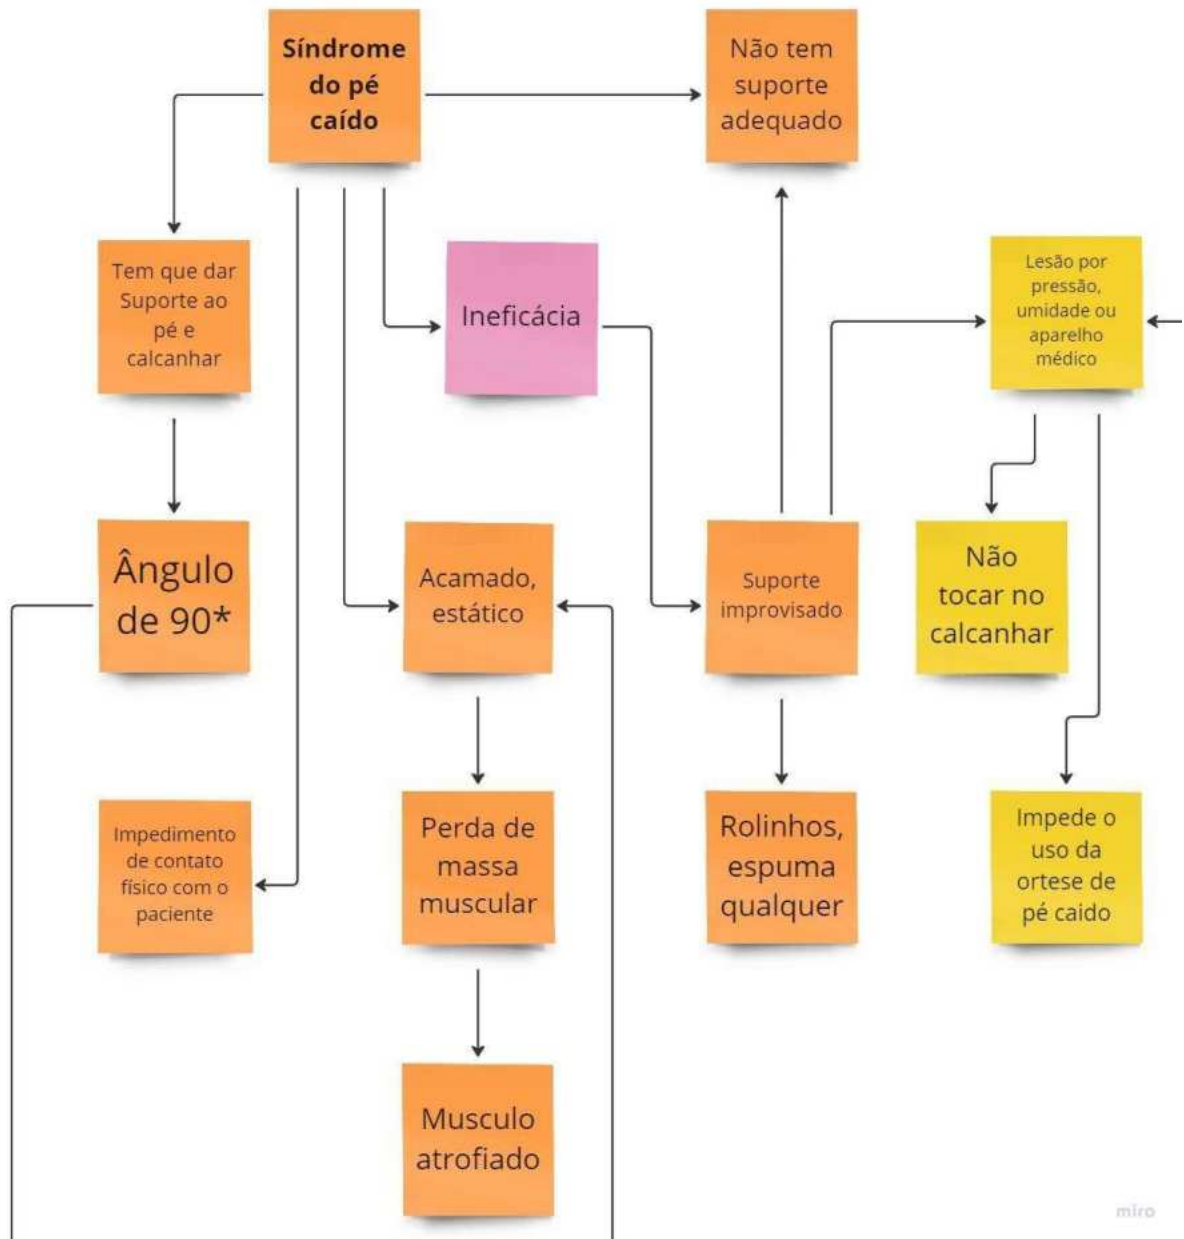 Síndrome
do pé
caído
Não tem
suporte
adequado
Tem que dar
Suporte ao
pé e
calcanhar
Ineficácia
Lesão por
pressão,
umidade ou
aparelho
médico
Ângulo
de 90*
Acamado,
estático
Suporte
improvisado
Não
tocar no
calcanhar
Impedimento
de contato
físico com o
paciente
Perda de
massa
muscular
Rolinhos,
espuma
qualquer
Impede o
uso da
ortese de
pé caido
Musculo
atrofiado
miro